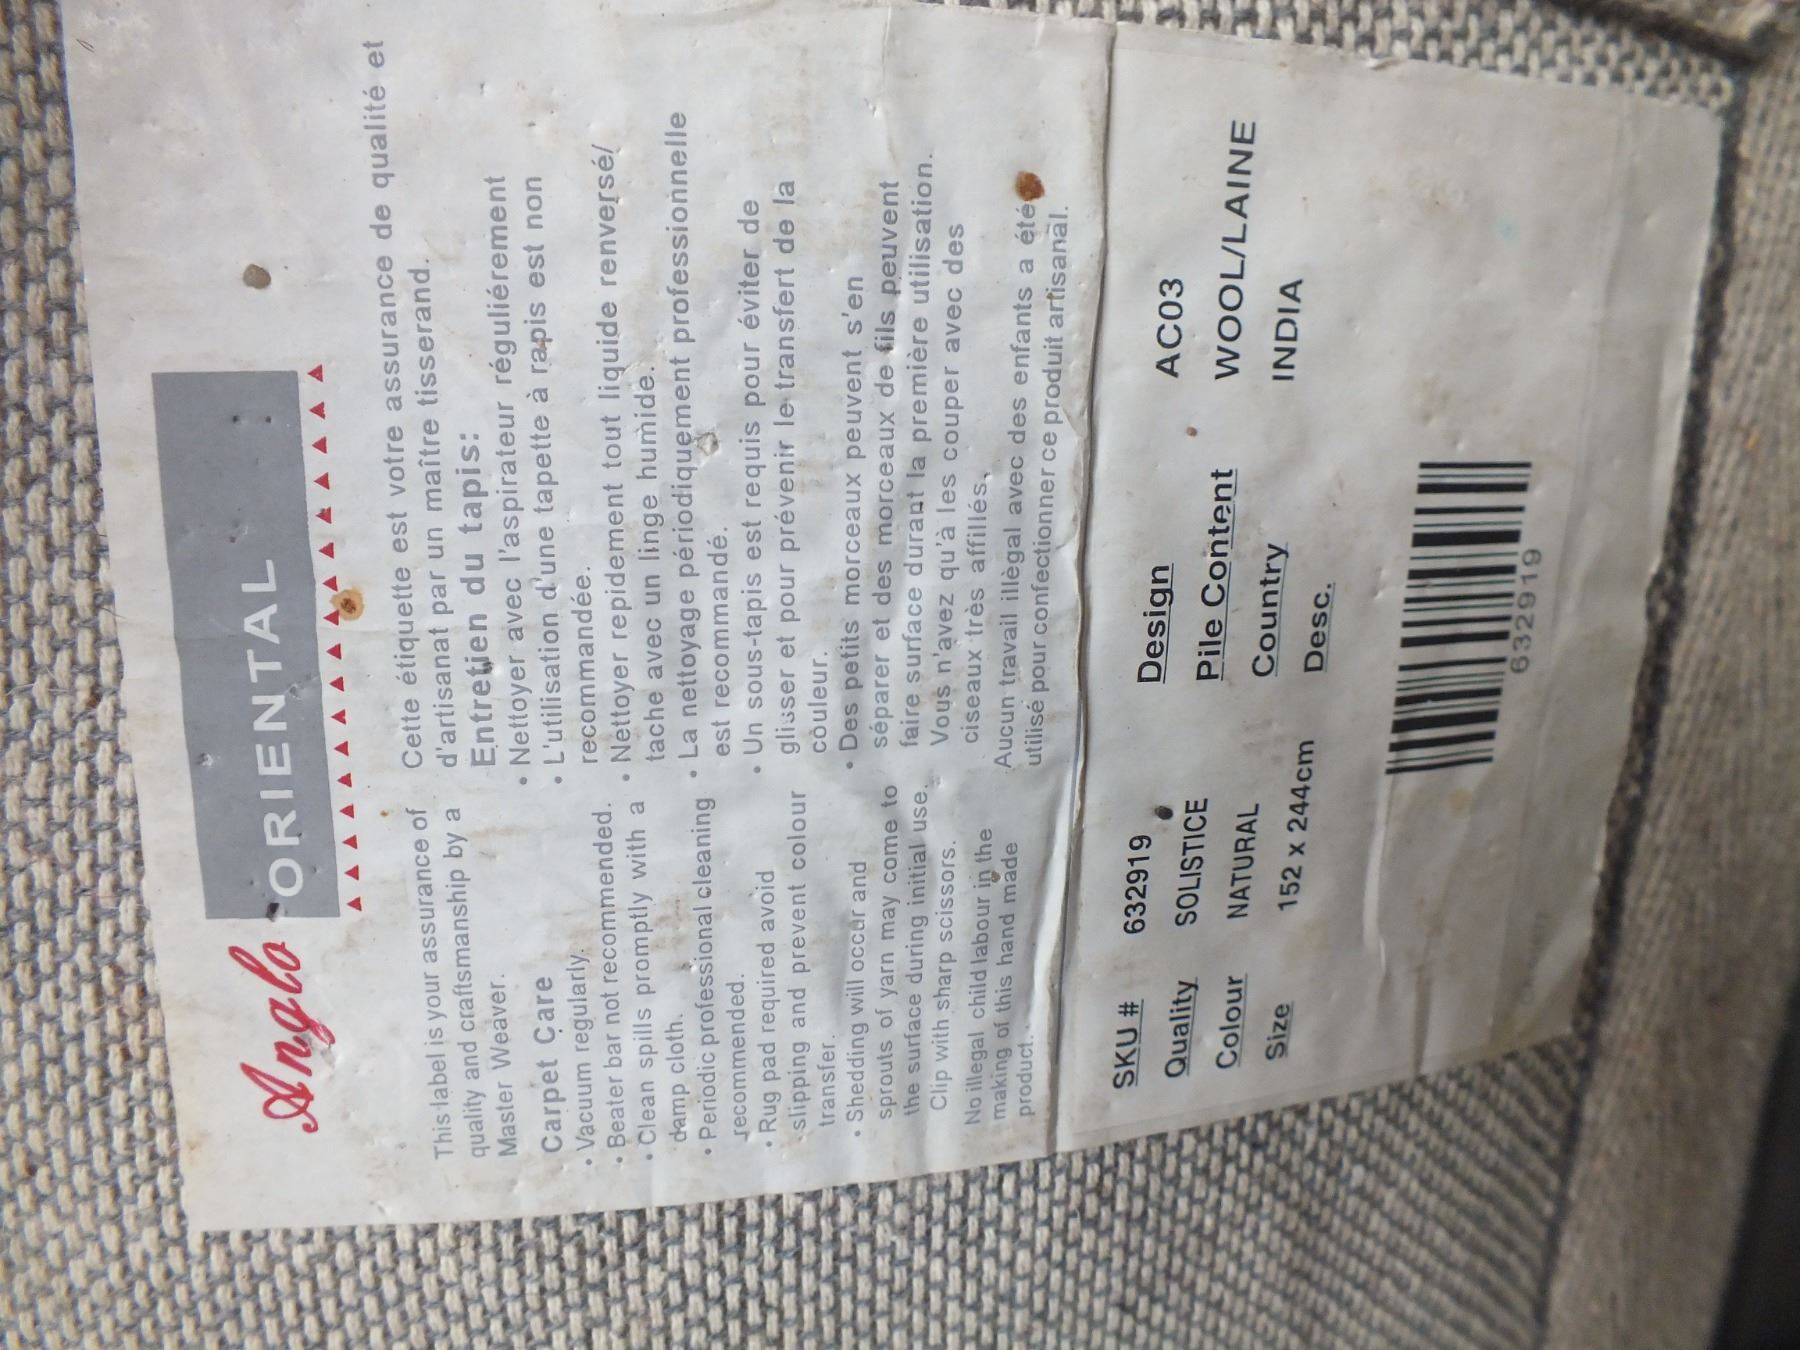 Anglo ORIENTAL
This label is your assurance of
quality and craftsmanship by a
Master Weaver.
Carpet Care
• Vacuum regularly.
• Beater bar not recommended.
• Clean spills promptly with a
damp cloth.
• Periodic professional cleaning
recommended.
• Rug pad required avoid
slipping and prevent colour
transfer.
• Shedding will occur and
sprouts of yarn may come to
the surface during initial use.
Clip with sharp scissors.
No illegal child labour in the
making of this hand made
product.
Cette étiquette est votre assurance de qualité et
d'artisanat par un maître tisserand.
Entretien du tapis:
• Nettoyer avec l'aspirateur réguliérement
• L'utilisation d'une tapette à rapis est non
recommandée.
• Nettoyer repidement tout liquide renversé/
tache avec un linge humide.
• La nettoyage périodiquement professionnelle
est recommandé.
• Un sous-tapis est requis pour éviter de
glisser et pour prévenir le transfert de la
couleur.
• Des petits morceaux peuvent s'en
séparer et des morceaux de fils peuvent
faire surface durant la première utilisation.
Vous n'avez qu'à les couper avec des
ciseaux très affillés.
Aucun travail illègal avec des enfants a été
utilisé pour confectionner ce produit artisanal.
SKU # 632919
Quality SOLISTICE Design AC03
Colour NATURAL Pile Content WOOL/LAINE
Size 152 x 244cm Country INDIA
Desc.
632919